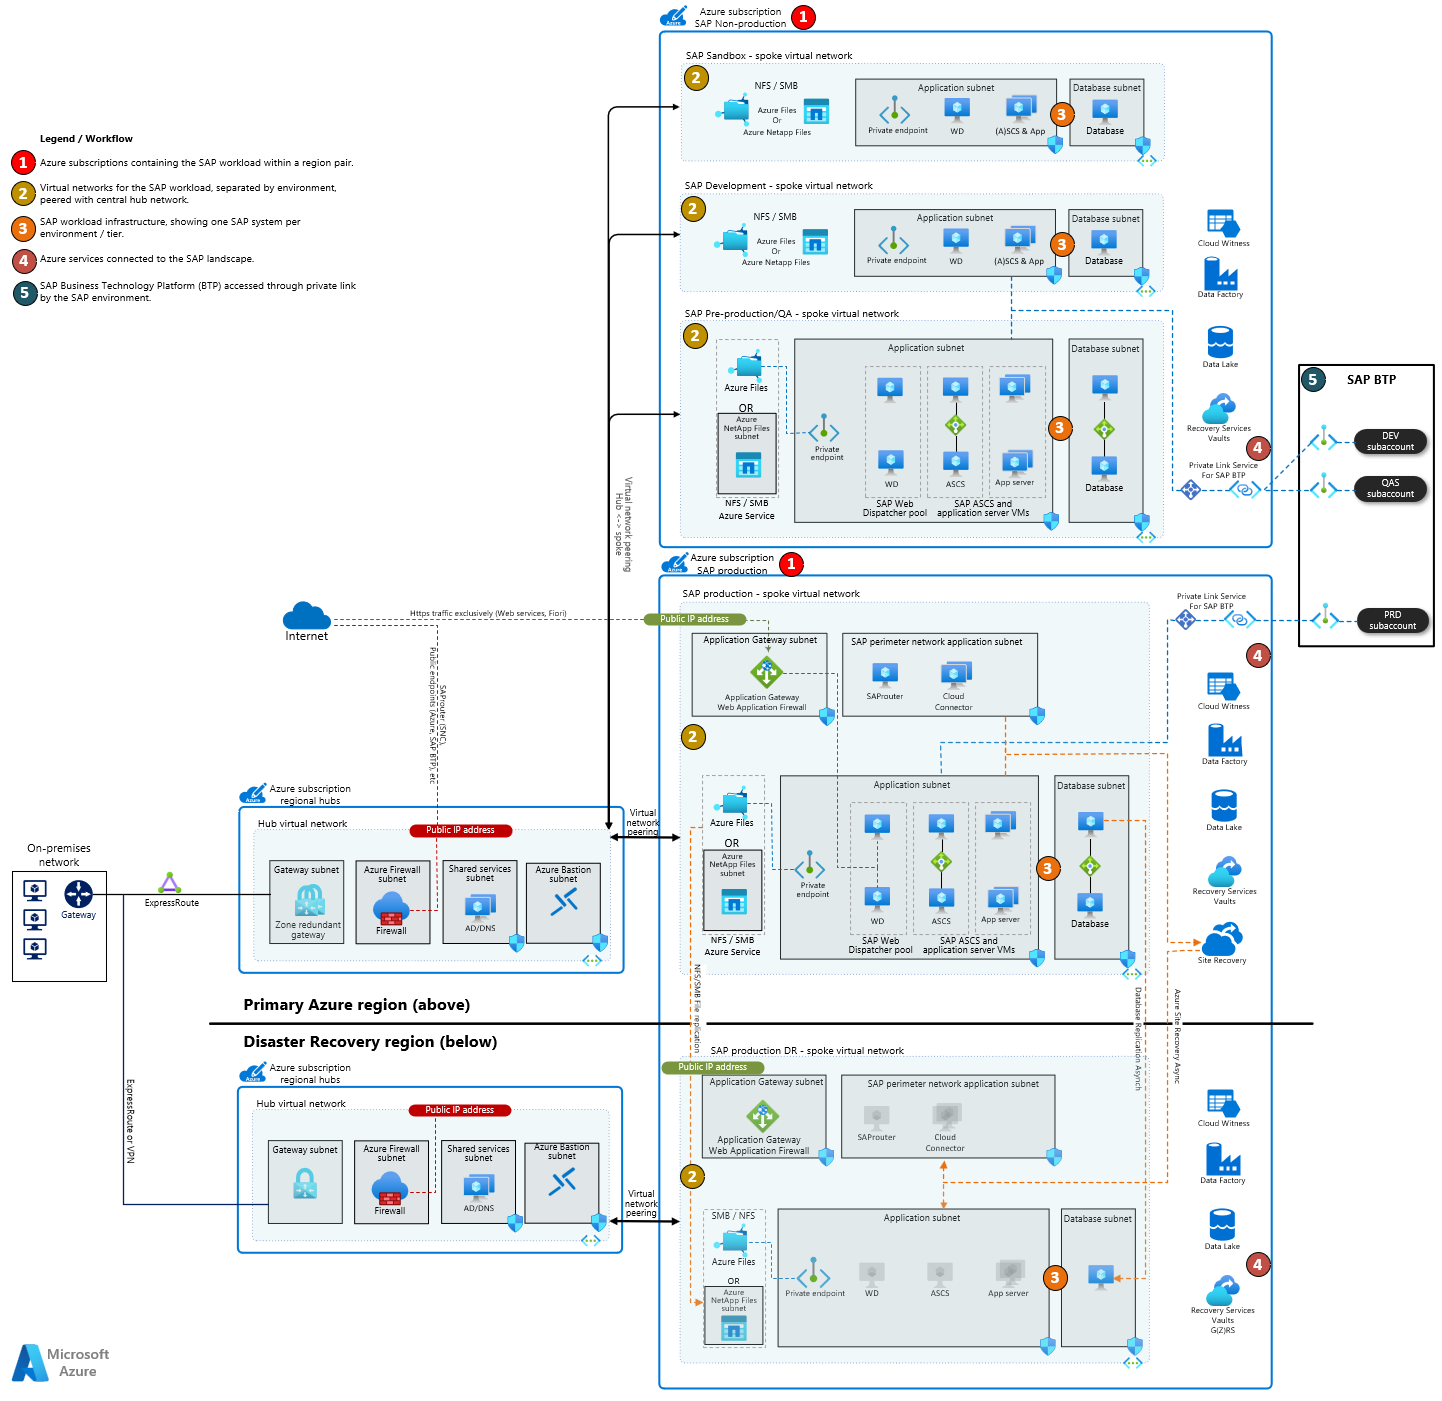 Azure subscription
SAP Non-production
1
SAP Sandbox - spoke virtual network
2
NFS / SMB
Azure Files
Or
Azure Netapp Files
Application subnet
Private endpoint
WD
(A)SCS & App
3
Database subnet
Database
Legend / Workflow
1 Azure subscriptions containing the SAP workload within a region pair.
2 Virtual networks for the SAP workload, separated by environment,
peered with central hub network.
3 SAP workload infrastructure, showing one SAP system per
environment / tier.
4 Azure services connected to the SAP landscape.
5 SAP Business Technology Platform (BTP) accessed through private link
by the SAP environment.
SAP Development - spoke virtual network
2
NFS / SMB
Azure Files
Or
Azure Netapp Files
Application subnet
Private endpoint
WD
(A)SCS & App
3
Database subnet
Database
Cloud Witness
Data Factory
Data Lake
Recovery Services
Vaults
4
Private Link Service
For SAP BTP
SAP Pre-production/QA - spoke virtual network
2
Azure Files
OR
Azure
NetApp Files
subnet
NFS / SMB
Azure Service
Application subnet
Private
endpoint
WD
ASCS
App server
SAP Web
Dispatcher pool
SAP ASCS and
application server VMs
3
Database subnet
Database
5
SAP BTP
DEV
subaccount
QAS
subaccount
PRD
subaccount
Virtual network peering
Hub <-> spoke
Azure subscription
SAP production
1
SAP production - spoke virtual network
Internet
Https traffic exclusively (Web services, Fiori)
Public IP address
SAProuter (SNC),
Public endpoints (Azure, SAP BTP), etc
Application Gateway subnet
Application Gateway
Web Application Firewall
SAP perimeter network application subnet
SAProuter
Cloud
Connector
Private Link Service
For SAP BTP
4
Cloud Witness
Data Factory
Data Lake
Recovery Services
Vaults
Site Recovery
2
Azure Files
OR
Azure
NetApp Files
subnet
NFS / SMB
Azure Service
Application subnet
Private
endpoint
WD
ASCS
App server
SAP Web
Dispatcher pool
SAP ASCS and
application server VMs
3
Database subnet
Database
Azure subscription
regional hubs
Hub virtual network
Public IP address
Virtual
network
peering
Gateway subnet
Zone redundant
gateway
Azure Firewall
subnet
Firewall
Shared services
subnet
AD/DNS
Azure Bastion
subnet
On-premises
network
Gateway
ExpressRoute
Primary Azure region (above)
Disaster Recovery region (below)
NFS/SMB File replication
Database Replication Asynch
Azure Site Recovery Async
ExpressRoute or VPN
Azure subscription
regional hubs
Hub virtual network
Public IP address
Gateway subnet
Azure Firewall
subnet
Firewall
Shared services
subnet
AD/DNS
Azure Bastion
subnet
Virtual
network
peering
SAP production DR - spoke virtual network
Public IP address
Application Gateway subnet
Application Gateway
Web Application Firewall
SAP perimeter network application subnet
SAProuter
Cloud
Connector
2
SMB / NFS
Azure Files
OR
Azure
NetApp Files
subnet
Application subnet
Private endpoint
WD
ASCS
App server
3
Database subnet
Cloud Witness
Data Factory
Data Lake
4
Recovery Services
Vaults
G(Z)RS
Microsoft
Azure
Azure
Azure
Azure
Azure